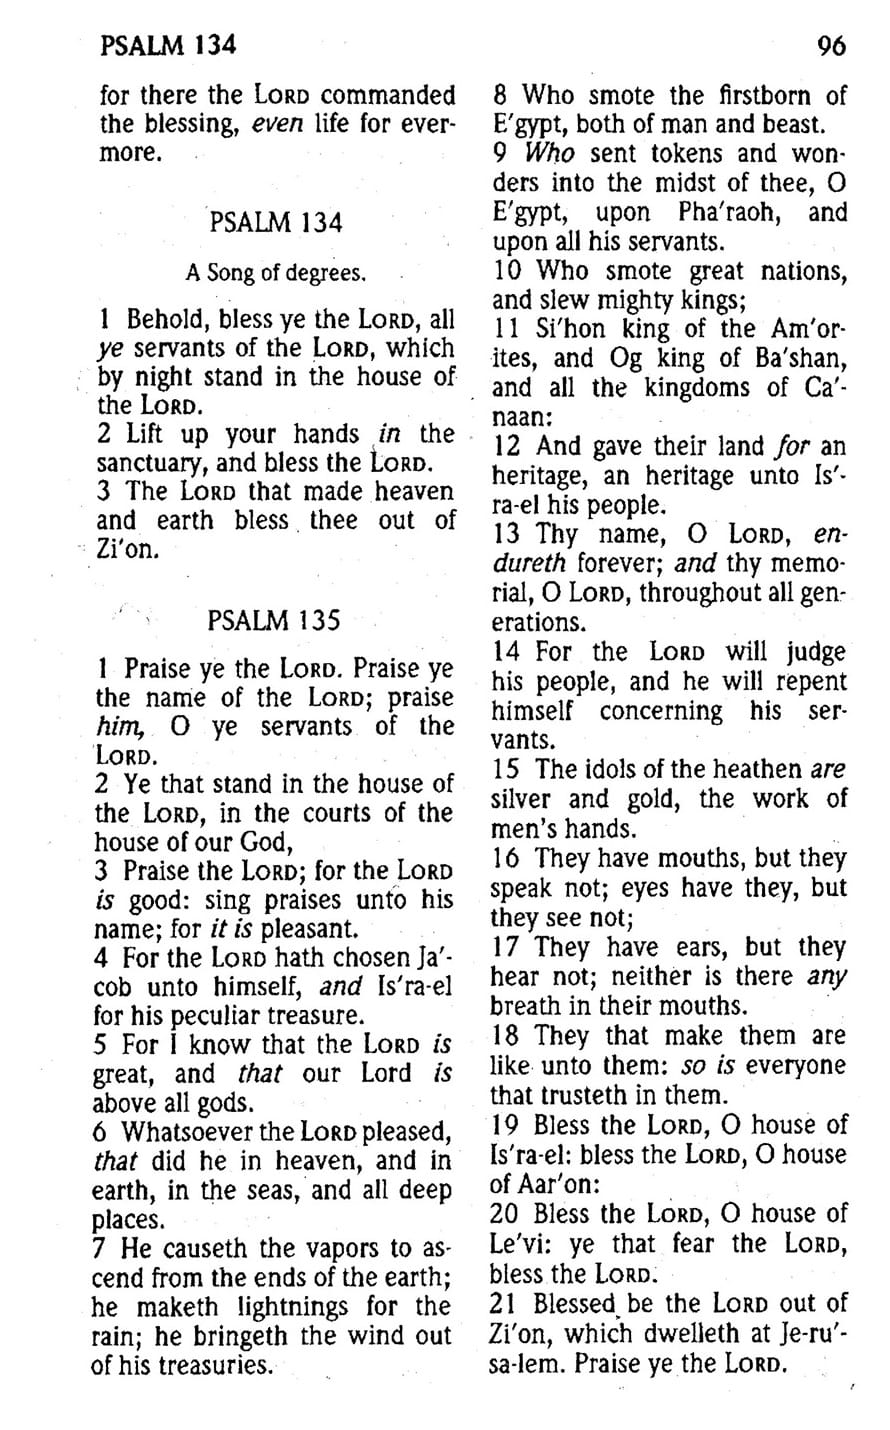 PSALM 134
96
for there the LORD commanded
the blessing, even life for ever-
more.
PSALM 134
A Song of degrees.
1 Behold, bless ye the LORD, all
ye servants of the LORD, which
by night stand in the house of
the LORD.
2 Lift up your hands in the
sanctuary, and bless the LORD.
3 The LORD that made heaven
and earth bless thee out of
Zi′on.
PSALM 135
1 Praise ye the LORD. Praise ye
the name of the LORD; praise
him, O ye servants of the
LORD.
2 Ye that stand in the house of
the LORD, in the courts of the
house of our God,
3 Praise the LORD; for the LORD
is good: sing praises unto his
name; for it is pleasant.
4 For the LORD hath chosen Ja′-
cob unto himself, and Is′ra-el
for his peculiar treasure.
5 For I know that the LORD is
great, and that our Lord is
above all gods.
6 Whatsoever the LORD pleased,
that did he in heaven, and in
earth, in the seas, and all deep
places.
7 He causeth the vapors to as-
cend from the ends of the earth;
he maketh lightnings for the
rain; he bringeth the wind out
of his treasuries.
8 Who smote the firstborn of
E′gypt, both of man and beast.
9 Who sent tokens and won-
ders into the midst of thee, O
E′gypt, upon Pha′raoh, and
upon all his servants.
10 Who smote great nations,
and slew mighty kings;
11 Si′hon king of the Am′or-
ites, and Og king of Ba′shan,
and all the kingdoms of Ca′-
naan:
12 And gave their land for an
heritage, an heritage unto Is′-
ra-el his people.
13 Thy name, O LORD, en-
dureth forever; and thy memo-
rial, O LORD, throughout all gen-
erations.
14 For the LORD will judge
his people, and he will repent
himself concerning his ser-
vants.
15 The idols of the heathen are
silver and gold, the work of
men's hands.
16 They have mouths, but they
speak not; eyes have they, but
they see not;
17 They have ears, but they
hear not; neither is there any
breath in their mouths.
18 They that make them are
like unto them: so is everyone
that trusteth in them.
19 Bless the LORD, O house of
Is′ra-el: bless the LORD, O house
of Aar′on:
20 Bless the LORD, O house of
Le′vi: ye that fear the LORD,
bless the LORD.
21 Blessed be the LORD out of
Zi′on, which dwelleth at Je-ru′-
sa-lem. Praise ye the LORD.